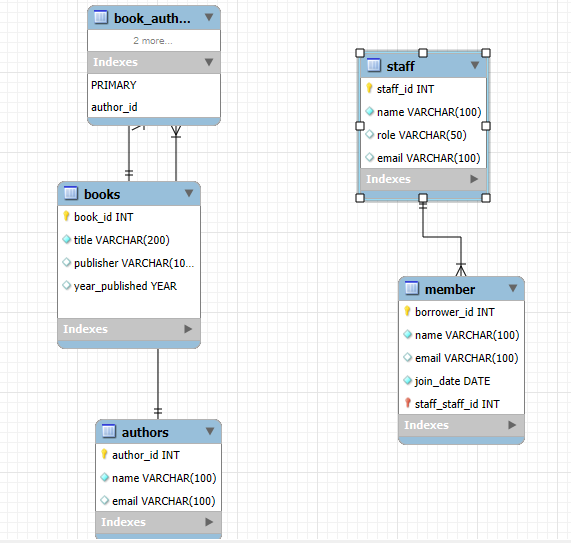 book_auth...
2 more...
Indexes
PRIMARY
author_id
staff
staff_id INT
name VARCHAR(100)
role VARCHAR(50)
email VARCHAR(100)
Indexes
books
book_id INT
title VARCHAR(200)
publisher VARCHAR(10...
year_published YEAR
Indexes
member
borrower_id INT
name VARCHAR(100)
email VARCHAR(100)
join_date DATE
staff_staff_id INT
Indexes
authors
author_id INT
name VARCHAR(100)
email VARCHAR(100)
Indexes